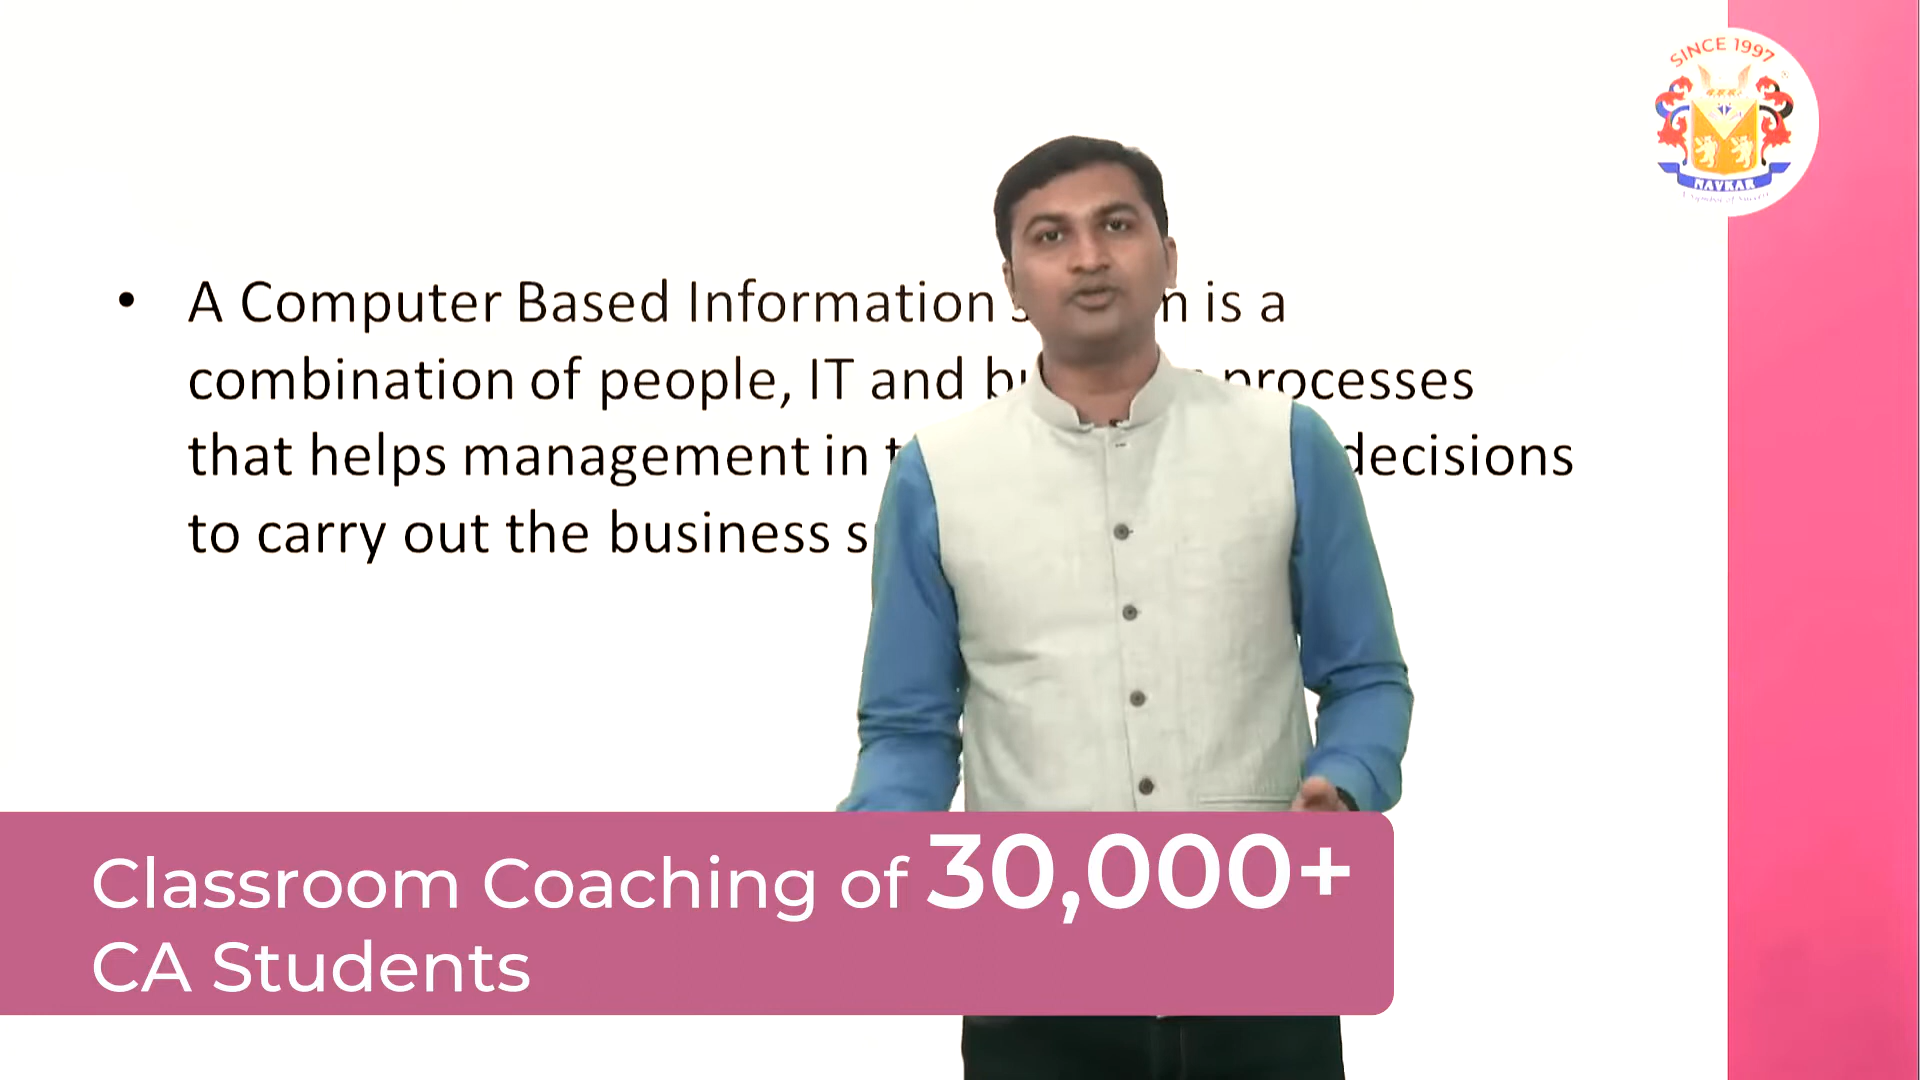 SINCE 1997
NAVKAR
• A Computer Based Information is a
combination of people, IT and processes
that helps management in decisions
to carry out the business
Classroom Coaching of 30,000+
CA Students